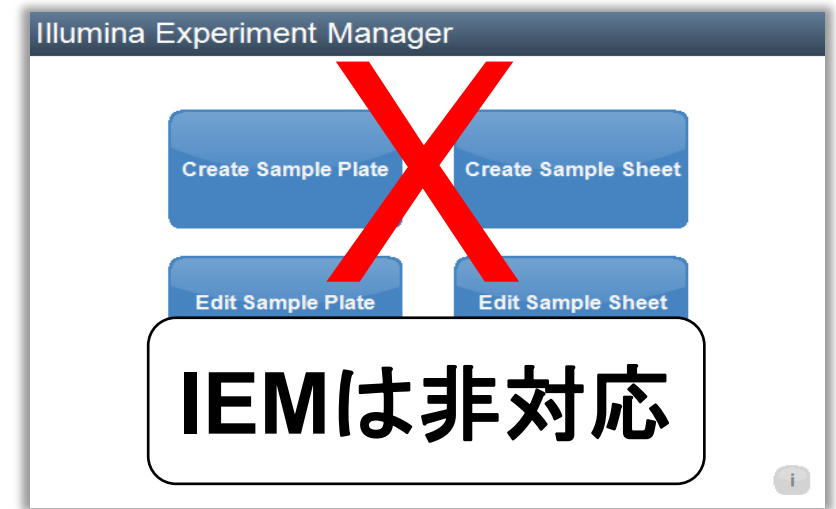 Illumina Experiment Manager
Create Sample Plate
Create Sample Sheet
Edit Sample Plate
Edit Sample Sheet
IEMは非対応
i